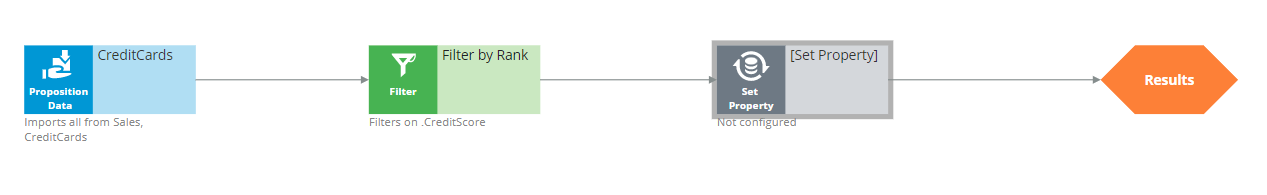 CreditCards
Proposition
Data
Imports all from Sales,
CreditCards
Filter by Rank
Filter
Filters on .CreditScore
[Set Property]
Set
Property
Not configured
Results